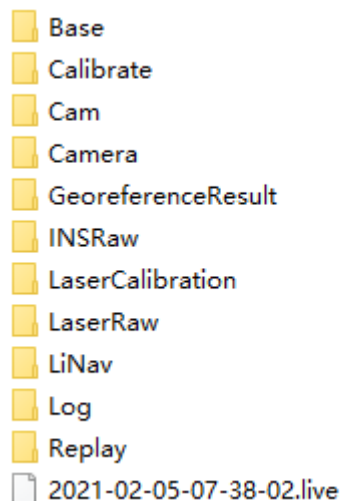 Base
Calibrate
Cam
Camera
GeoreferenceResult
INSRaw
LaserCalibration
LaserRaw
LiNav
Log
Replay
2021-02-05-07-38-02.live